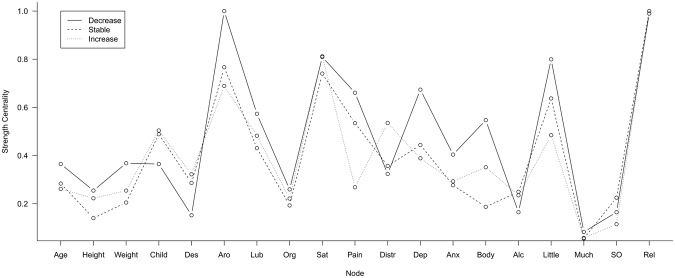 Decrease
Stable
Increase
Strength Centrality
1.0
0.8
0.6
0.4
0.2
Age Height Weight Child Des Aro Lub Org Sat Pain Distr Dep Anx Body Alc Little Much SO Rel
Node